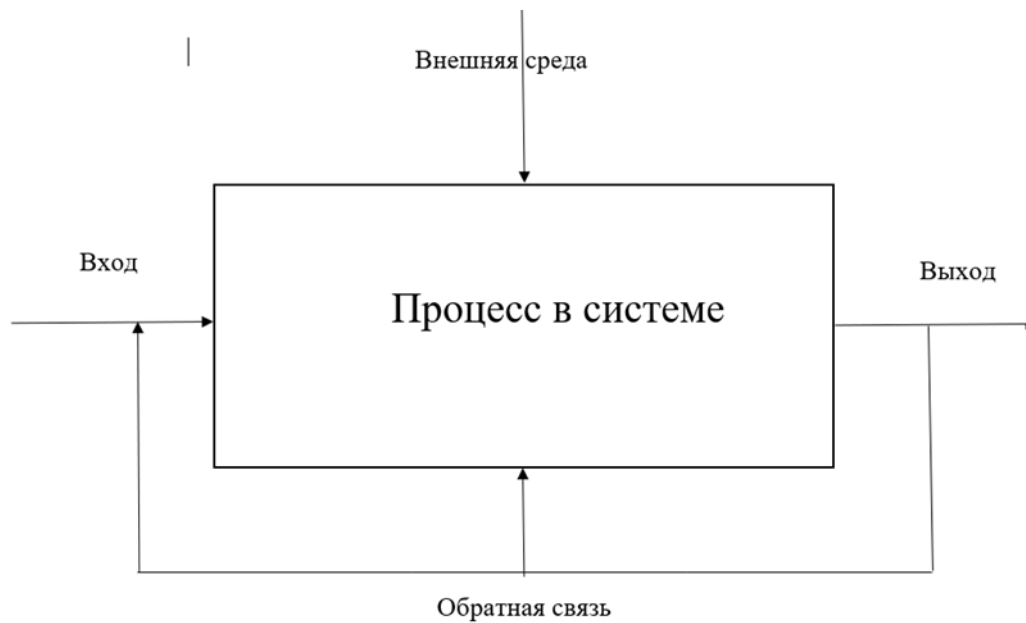 Внешняя среда
Вход
Выход
Процесс в системе
Обратная связь